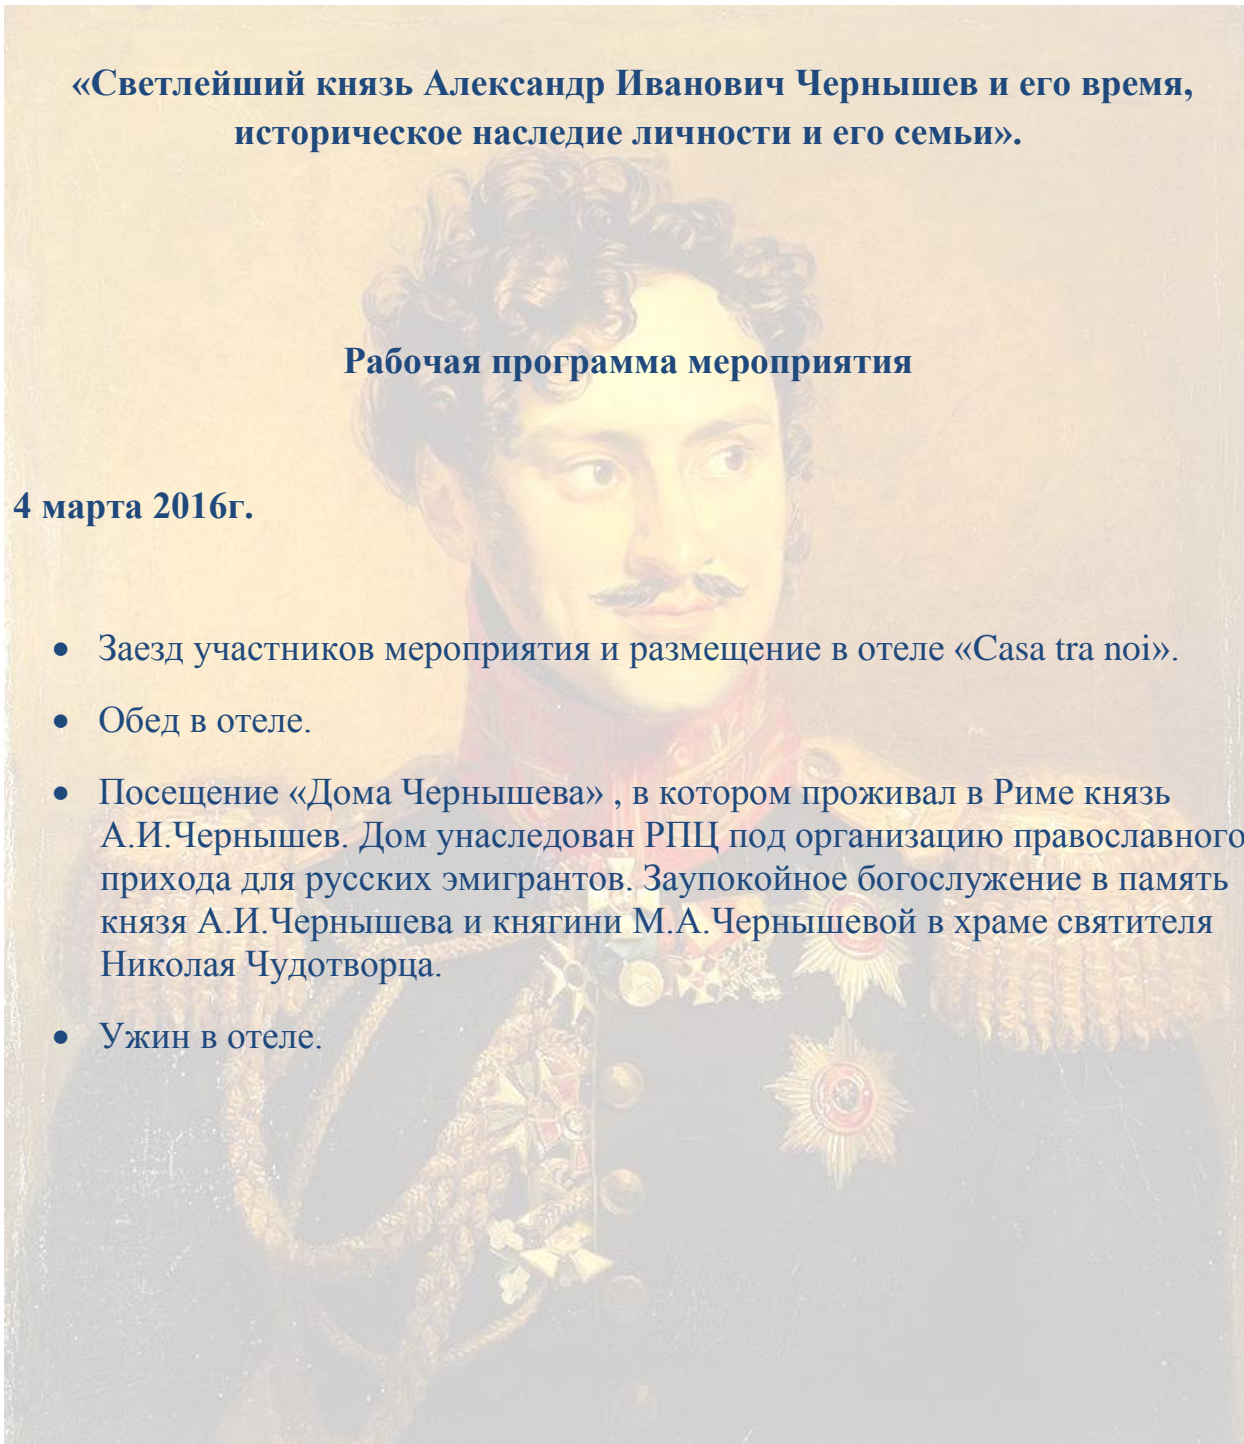 «Светлейший князь Александр Иванович Чернышев и его время,
историческое наследие личности и его семьи».
Рабочая программа мероприятия
4 марта 2016г.
• Заезд участников мероприятия и размещение в отеле «Casa tra noi».
• Обед в отеле.
• Посещение «Дома Чернышева» , в котором проживал в Риме князь
А.И.Чернышев. Дом унаследован РПЦ под организацию православного
прихода для русских эмигрантов. Заупокойное богослужение в память
князя А.И.Чернышева и княгини М.А.Чернышевой в храме святителя
Николая Чудотворца.
• Ужин в отеле.